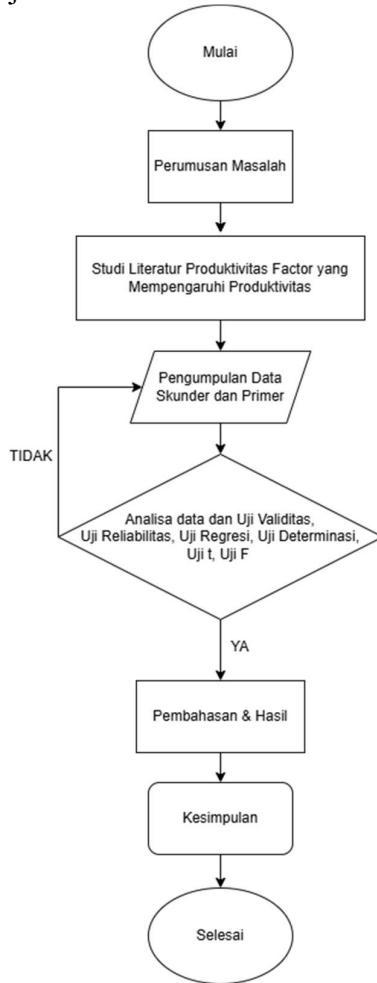 Mulai
Perumusan Masalah
Studi Literatur Produktivitas Factor yang
Mempengaruhi Produktivitas
Pengumpulan Data
Skunder dan Primer
TIDAK
Analisa data dan Uji Validitas,
Uji Reliabilitas, Uji Regresi, Uji Determinasi,
Uji t, Uji F
YA
Pembahasan & Hasil
Kesimpulan
Selesai